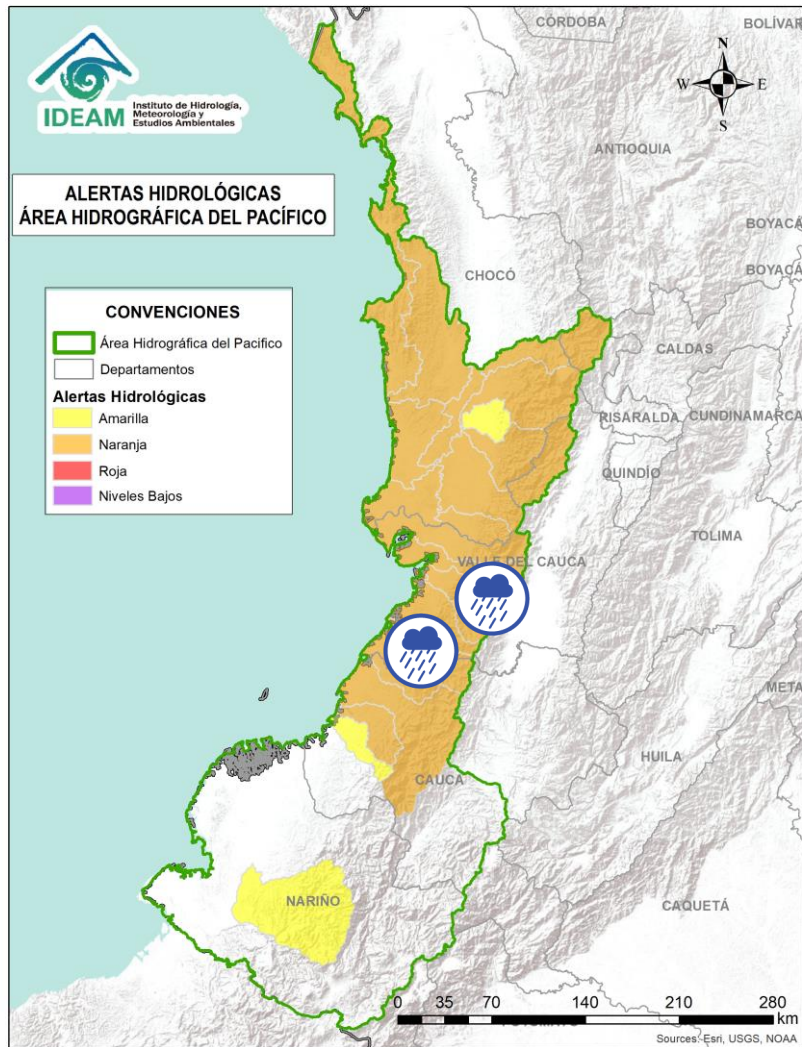 CÓRDOBA
BOLÍVAR
N
W E
S
IDEAM
Instituto de Hidrología,
Meteorología y
Estudios Ambientales
ANTIOQUIA
ALERTAS HIDROLÓGICAS
ÁREA HIDROGRÁFICA DEL PACÍFICO
BOYACÁ
BOYACÁ
CHOCÓ
CONVENCIONES
Área Hidrográfica del Pacifico
Departamentos
Alertas Hidrológicas
Amarilla
Naranja
Roja
Niveles Bajos
CALDAS
RISARALDA
CUNDINAMARCA
QUINDÍO
TOLIMA
VALLE DEL CAUCA
META
HUILA
CAUCA
NARIÑO
CAQUETÁ
0 35 70 140 210 280
km
Sources: Esri, USGS, NOAA